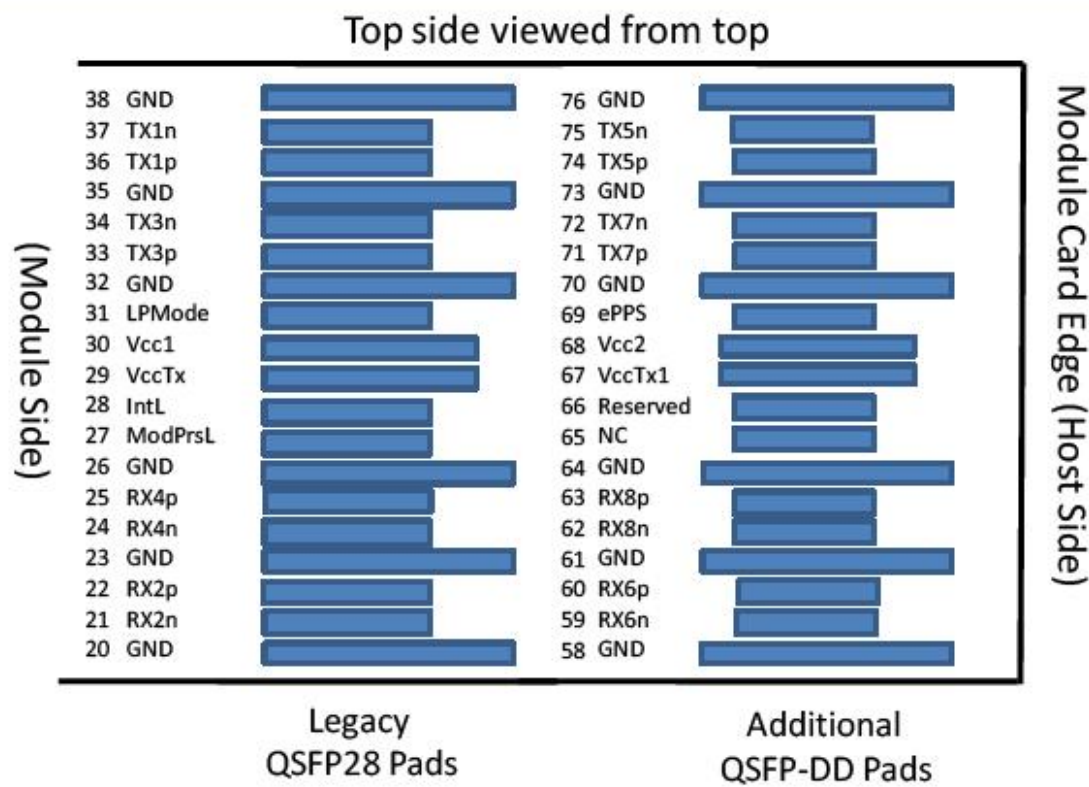 Top side viewed from top
38 GND 76 GND
37 TX1n 75 TX5n
36 TX1p 74 TX5p
35 GND 73 GND
34 TX3n 72 TX7n
33 TX3p 71 TX7p
32 GND 70 GND
31 LPMode 69 ePPS
30 Vcc1 68 Vcc2
29 VccTx 67 VccTx1
28 IntL 66 Reserved
27 ModPrsL 65 NC
26 GND 64 GND
25 RX4p 63 RX8p
24 RX4n 62 RX8n
23 GND 61 GND
22 RX2p 60 RX6p
21 RX2n 59 RX6n
20 GND 58 GND
(Module Side)
Module Card Edge (Host Side)
Legacy
QSFP28 Pads
Additional
QSFP-DD Pads